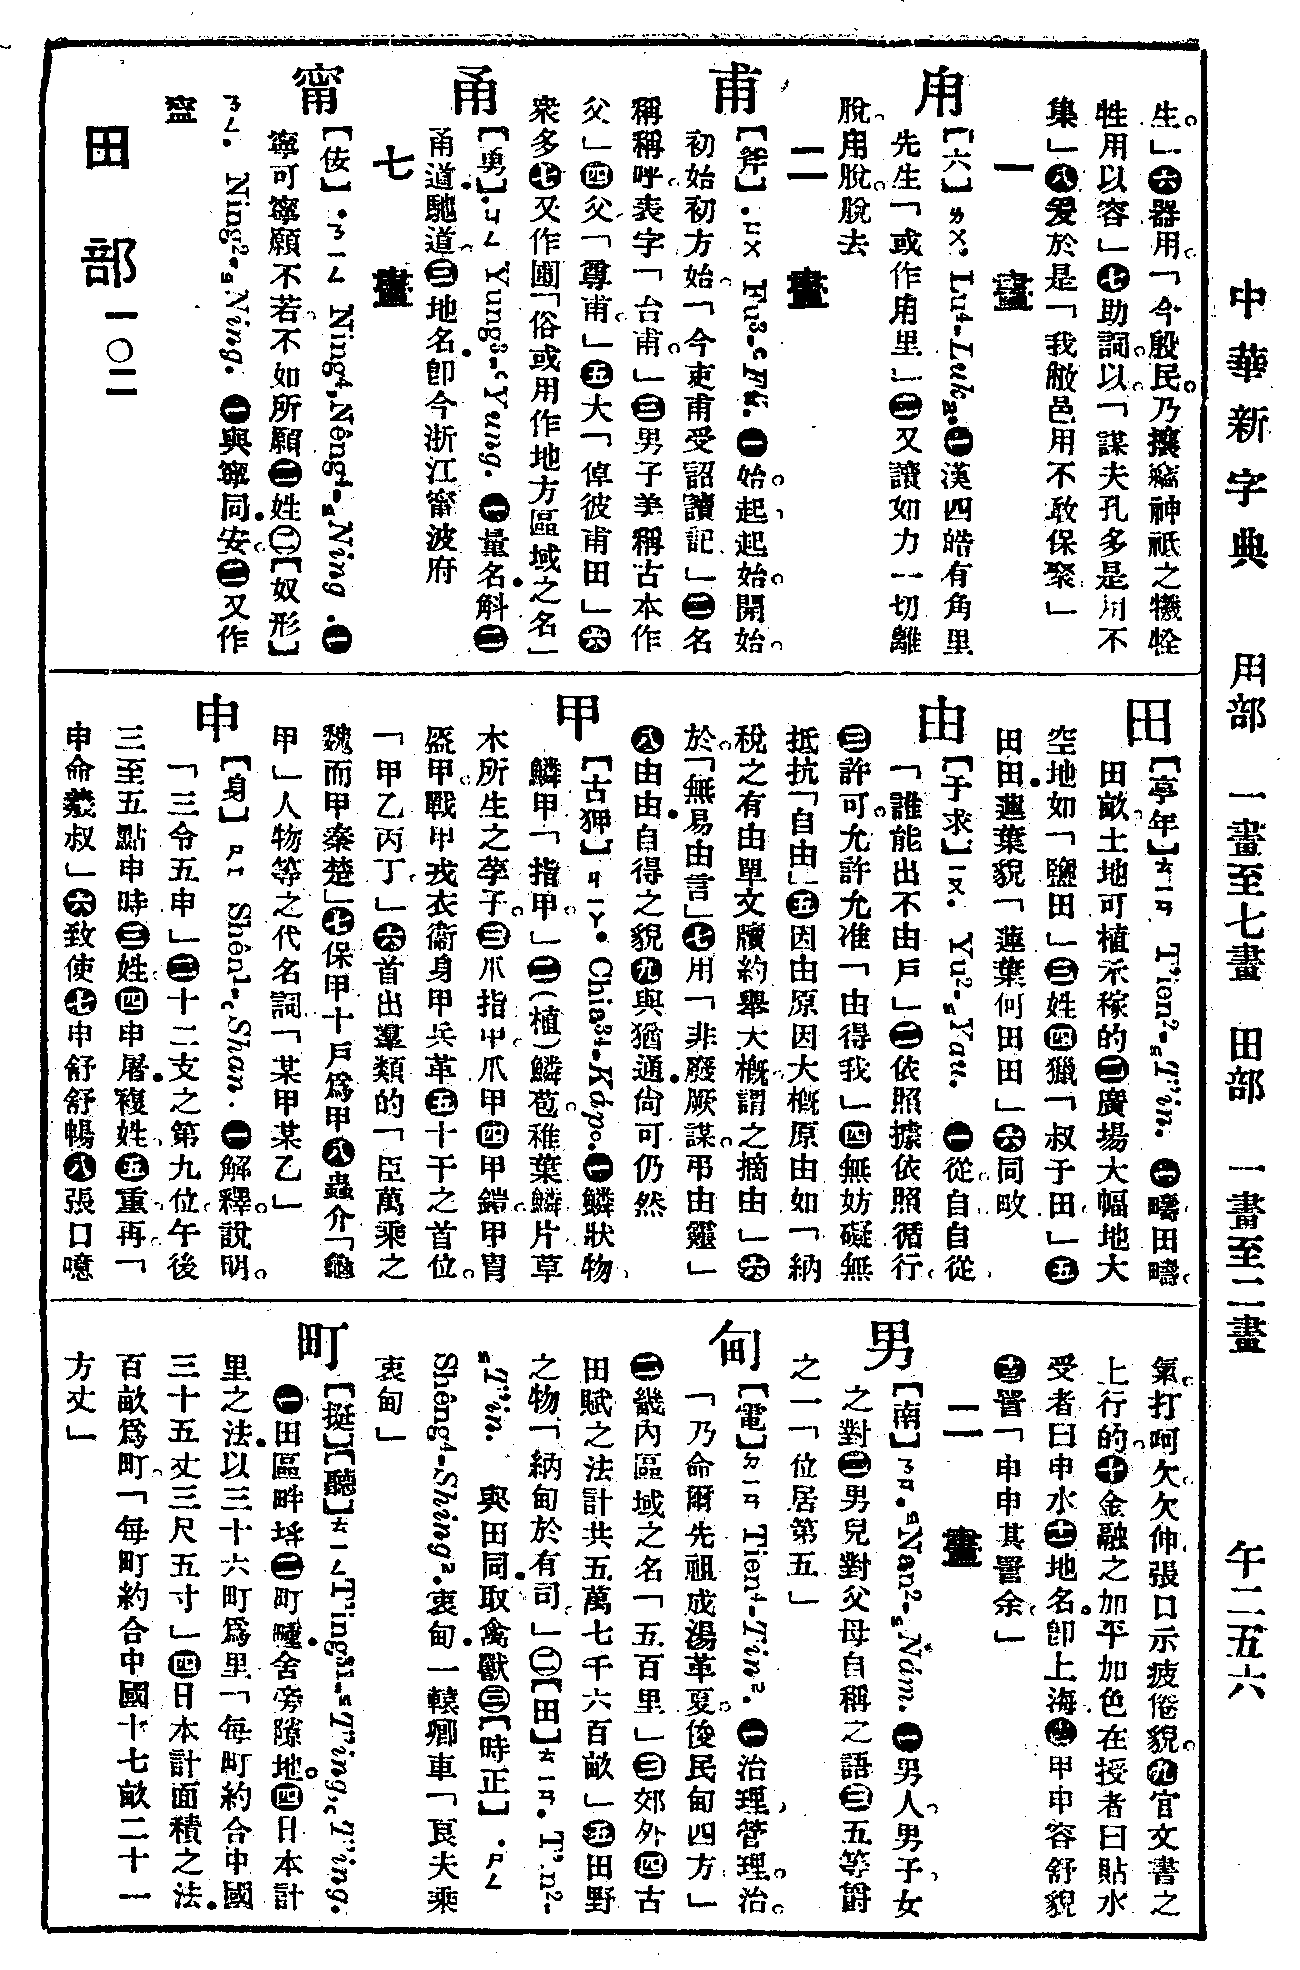 中華新字典　用部　一畫至七畫　田部　一畫至二畫　午二五六
生。」㊅器用。「今殷民。乃攘竊神祇之犧牷
牲用以容」㊆助詞。以。「謀夫孔多是用不
集」㊇爰於是「我敝邑用不敢保聚」
一畫
甪
【六】ㄌㄨ. Lu⁴-Luk. ㊀漢四皓有角里
先生「或作甪里」㊁又讀如力一切離
脫。甪脫。脫去
二畫
甫
【斧】.ㄈㄨ Fu³-Fú. ㊀始。起。起始。開始。
初始初方始。「今吏甫受詔讀記」㊁名
稱稱呼。表字「台甫。」㊂男子美稱古本作
父」㊃父「尊甫。」㊄大「倬彼甫田」㊅
衆多㊆又作圃「俗或用作地方區域之名」
甬
【勇】.ㄩㄥ Yung³-Yung. ㊀量名斛㊁
甬道馳道。㊂地名卽今浙江甯波府
七畫
甯
【佞】.ㄋㄧㄥ Ning⁴,Nêng⁴-Ning. ㊀
寧可寧願不若。不如所願㊁姓㊁【奴形】
ㄋㄥ. Ning²-Ning. ㊀與寧同安。㊁又作
寍
田部一〇二
田
【亭年】ㄊㄧㄢ T'ien²-T'in. ㊀疇田疇。
田畝。土地可植禾稼的㊁廣場大幅地大
空地如「鹽田」㊂姓㊃獵「叔于田」㊄
田田蓮葉貌「蓮葉何田田」㊅同畋
由
【于求】ㄧㄡ. Yu²-Yau. ㊀從。自自從。
「誰能出不由戶」㊁依照據依照循行。
㊂許可。允許允准「由得我」㊃無妨礙無
抵抗「自由」㊄因由原因大概原由如「納
稅之有由單文牘約舉大概謂之摘由」㊅
於。「無易由言」㊆用「非廢厥謀。弔由靈」
㊇由由自得之貌㊈與猶通尙可仍然
甲
【古狎】ㄐㄧㄚ. Chia³⁴-Káp. ㊀鱗狀物。
鱗甲「指甲。」㊁(植)鱗苞。稚葉鱗片草
木所生之莩子。㊂爪指甲爪甲㊃甲鎧。甲胄
盔甲。戰甲戎衣衞身甲兵革㊄十干之首位。
「甲乙丙丁。」㊅首出羣類的「臣萬乘之
魏而甲秦楚」㊆保甲十戶爲甲㊇蟲介「龜
甲」人物等之代名詞「某甲某乙」
申
【身】ㄕㄣ Shên¹-Shan. ㊀解釋。說明。
「三令五申」㊁十二支之第九位。午後
三至五點申時㊂姓。㊃申屠複姓。㊄重。再。「
申命羲叔」㊅致使㊆申舒舒暢㊇張口噫
氣。打呵欠。欠伸。張口示疲倦貌。㊈官文書之
上行的。㊉金融之加平加色在授者曰貼水
受者曰申水⑪地名。卽上海⑫甲申容舒貌
⑬詈「申申其詈余。」
二畫
男
【南】ㄋㄢ. Nan²-Nám. ㊀男人。男子。女
之對㊁男兒對父母自稱之語㊂五等爵
之一「位居第五」
甸
【電】ㄉㄧㄢ Tien⁴-Tin². ㊀治理。管理。治。
「乃命爾先祖成湯革夏。俊民甸四方」
㊁畿內區域之名「五百里」㊂郊外㊃古
田賦之法計共五萬七千六百畝」㊄田野
之物「納甸於有司。」㊁【田】ㄊㄧㄢ. T'ien²-
T'in.　與田同取禽獸㊂【時正】.ㄕㄥ
Shêng⁴-Shing². 衷甸。一轅卿車「良夫乘
衷甸」
町
【挺】【聽】ㄊㄧㄥ T'ing³¹-T'ing, T'ing.
㊀田區畔埒㊁町疃舍旁隙地。㊃日本計
里之法。以三十六町爲里「每町約合中國
三十五丈三尺五寸」㊃日本計面積之法。
百畝爲町。「每町約合中國十七畝二十一
方丈」